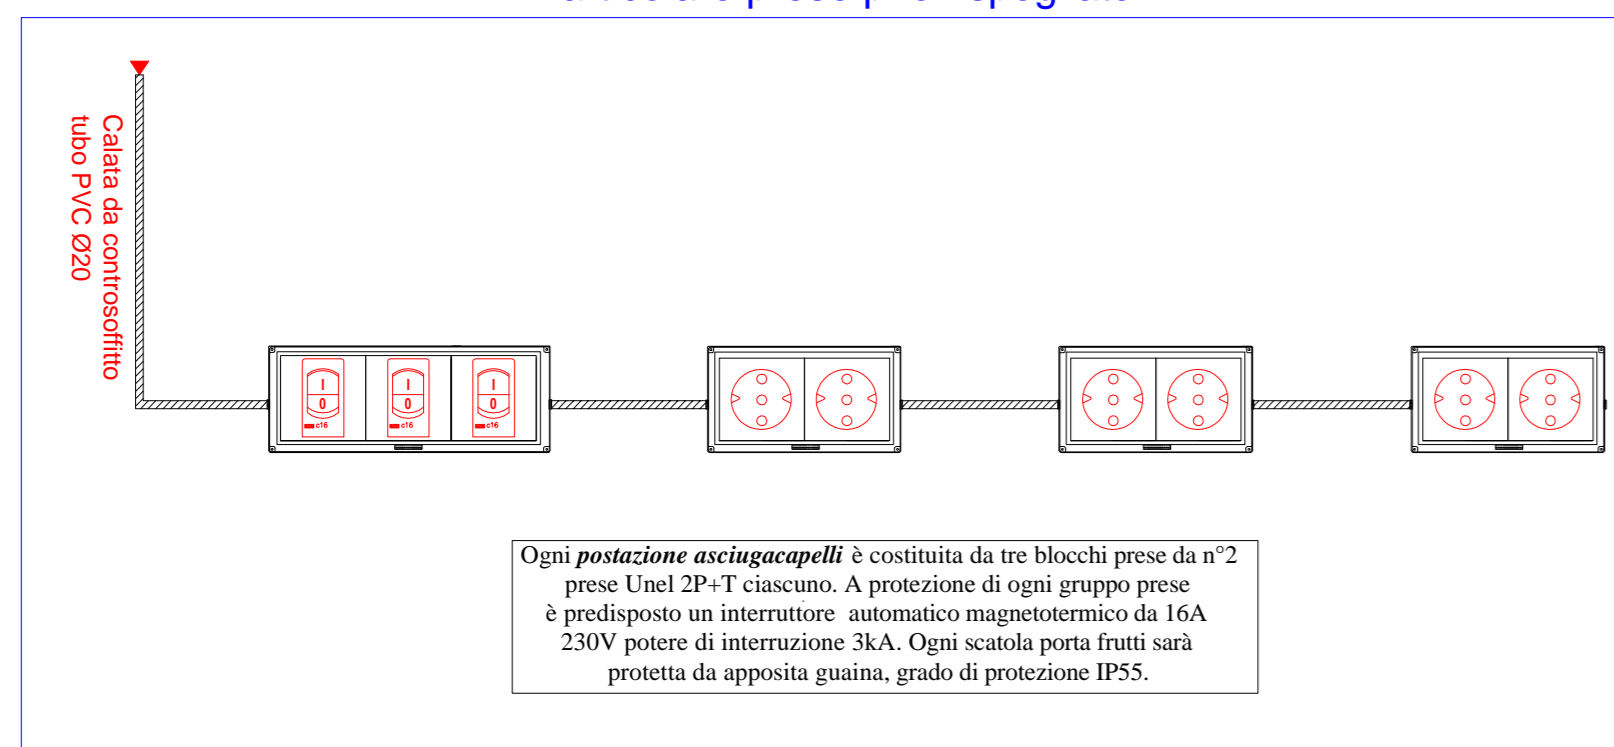 Calata da controsoffitto
tubo PVC Ø20
I
0
c16
I
0
c16
I
0
c16
Ogni postazione asciugacapelli è costituita da tre blocchi prese da n°2
prese Unel 2P+T ciascuno. A protezione di ogni gruppo prese
è predisposto un interruttore automatico magnetotermico da 16A
230V potere di interruzione 3kA. Ogni scatola porta frutti sarà
protetta da apposita guaina, grado di protezione IP55.